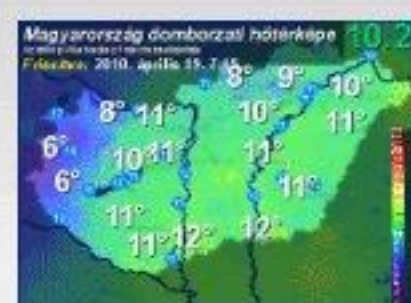 Magyarország domborzati hőtérképe
10.2
Frissítve: 2010. április 19. 7:15
8° 9° 10°
8° 11° 10° 11°
6° 10° 11° 11°
6° 11°
11°
11° 12° 12°